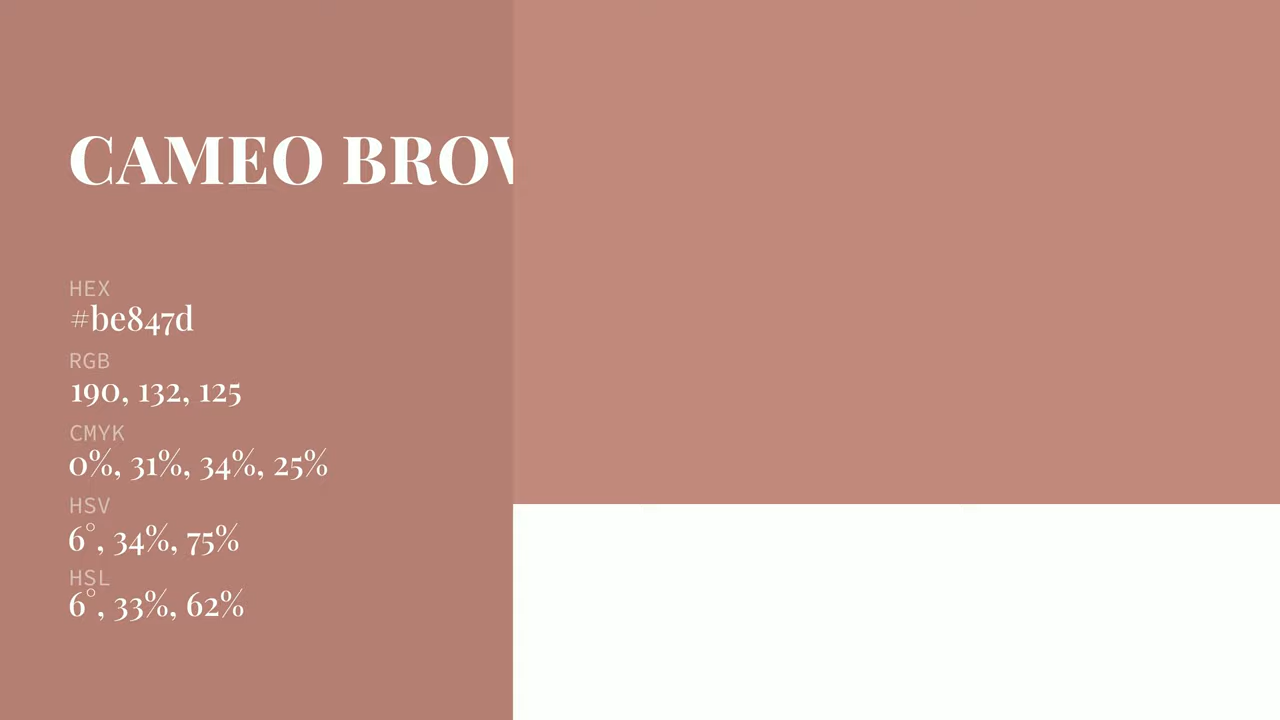 CAMEO BROV
HEX
#be847d
RGB
190, 132, 125
CMYK
0%, 31%, 34%, 25%
HSV
6°, 34%, 75%
HSL
6°, 33%, 62%